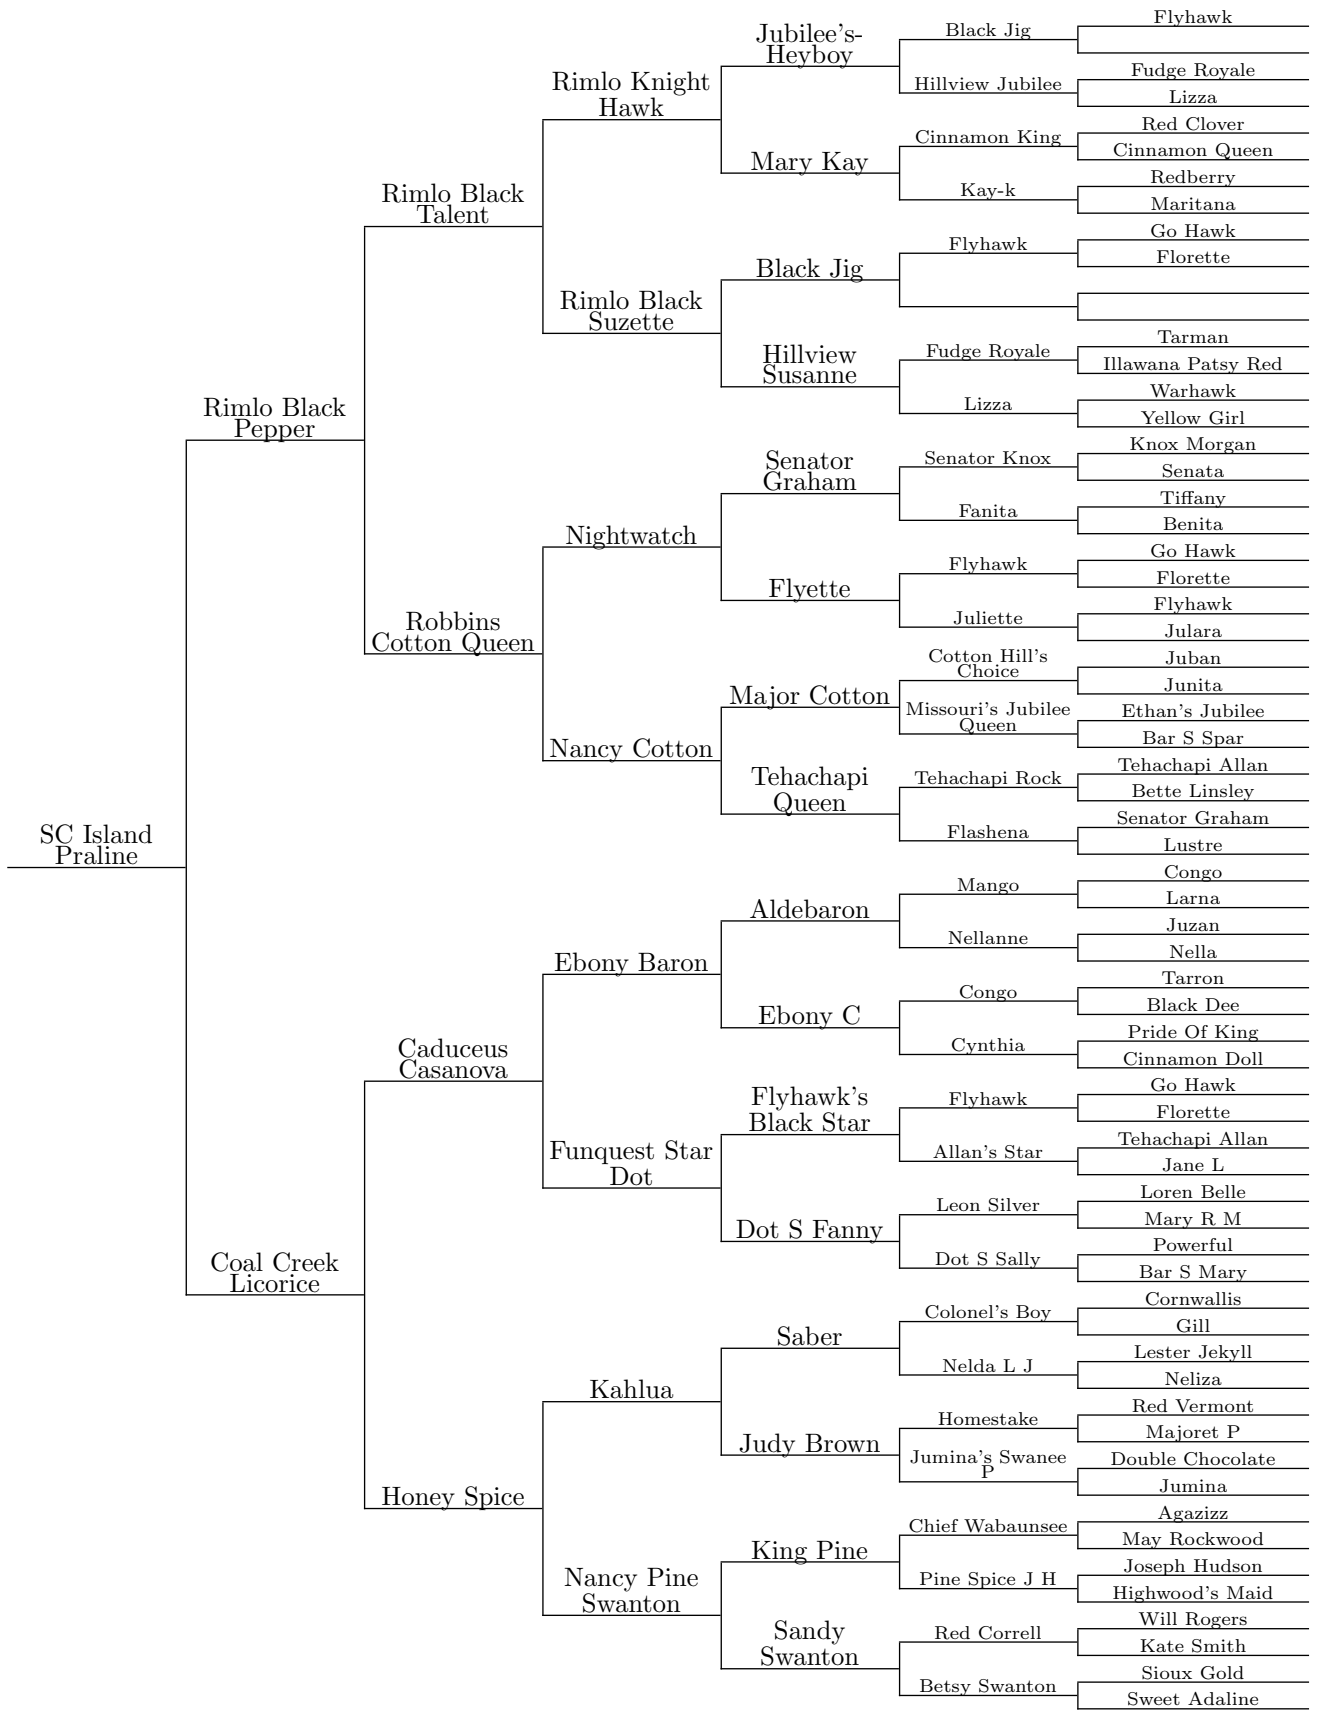 SC Island
Praline
Rimlo Black
Pepper
Coal Creek
Licorice
Rimlo Black
Talent
Robbins
Cotton Queen
Caduceus
Casanova
Honey Spice
Rimlo Knight
Hawk
Rimlo Black
Suzette
Nightwatch
Nancy Cotton
Ebony Baron
Funquest Star
Dot
Kahlua
Nancy Pine
Swanton
Jubilee's-
Heyboy
Mary Kay
Black Jig
Hillview
Susanne
Senator
Graham
Flyette
Major Cotton
Tehachapi
Queen
Aldebaron
Ebony C
Flyhawk's
Black Star
Dot S Fanny
Saber
Judy Brown
King Pine
Sandy
Swanton
Black Jig
Hillview Jubilee
Cinnamon King
Kay-k
Flyhawk
Fudge Royale
Lizza
Senator Knox
Fanita
Flyhawk
Juliette
Cotton Hill's
Choice
Missouri's Jubilee
Queen
Tehachapi Rock
Flashena
Mango
Nellanne
Congo
Cynthia
Flyhawk
Allan's Star
Leon Silver
Dot S Sally
Colonel's Boy
Nelda L J
Homestake
Jumina's Swanee
P
Chief Wabaunsee
Pine Spice J H
Red Correll
Betsy Swanton
Flyhawk
Fudge Royale
Lizza
Red Clover
Cinnamon Queen
Redberry
Maritana
Go Hawk
Florette
Tarman
Illawana Patsy Red
Warhawk
Yellow Girl
Knox Morgan
Senata
Tiffany
Benita
Go Hawk
Florette
Flyhawk
Julara
Juban
Junita
Ethan's Jubilee
Bar S Spar
Tehachapi Allan
Bette Linsley
Senator Graham
Lustre
Congo
Larna
Juzan
Nella
Tarron
Black Dee
Pride Of King
Cinnamon Doll
Go Hawk
Florette
Tehachapi Allan
Jane L
Loren Belle
Mary R M
Powerful
Bar S Mary
Cornwallis
Gill
Lester Jekyll
Neliza
Red Vermont
Majoret P
Double Chocolate
Jumina
Agazizz
May Rockwood
Joseph Hudson
Highwood's Maid
Will Rogers
Kate Smith
Sioux Gold
Sweet Adaline